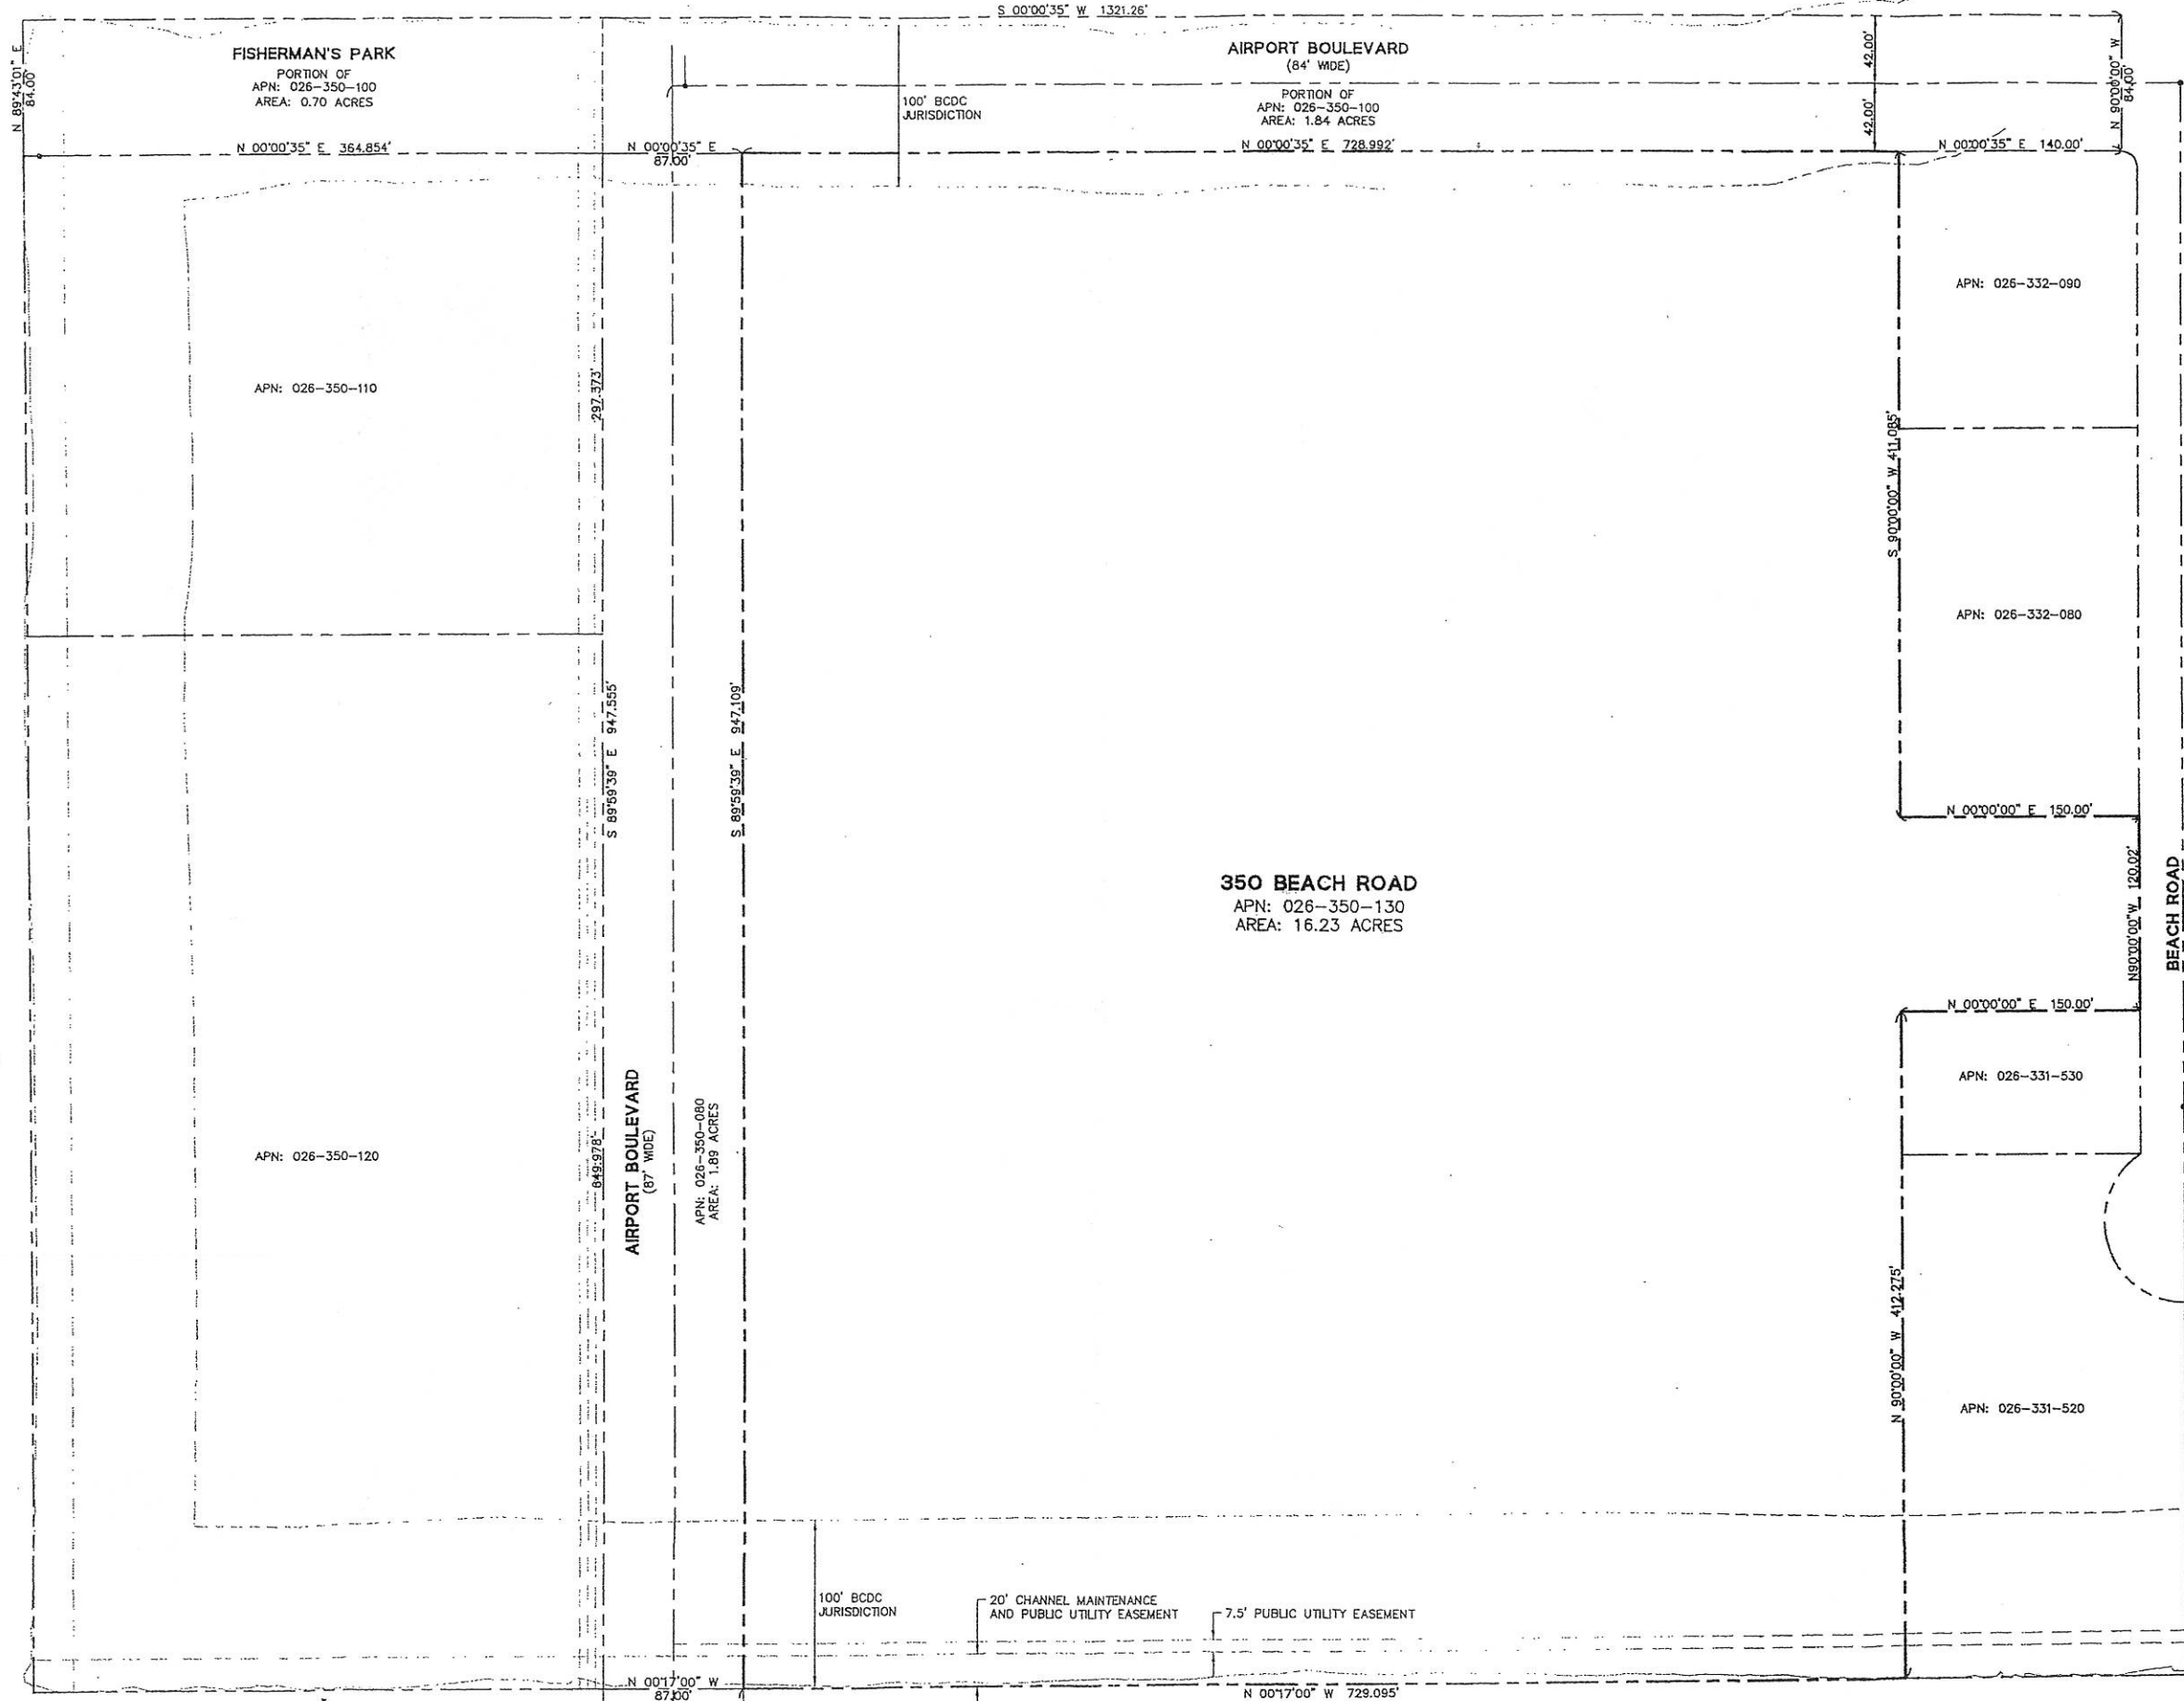 S 00°00'35" W 1321.26'
N 89°43'01" E
84.00'
FISHERMAN'S PARK
PORTION OF
APN: 026-350-100
AREA: 0.70 ACRES
AIRPORT BOULEVARD
(84' WIDE)
PORTION OF
APN: 026-350-100
AREA: 1.84 ACRES
100' BCDC
JURISDICTION
42.00'
42.00'
N 90°00'00" W
84.00'
N 00°00'35" E 364.854'
N 00°00'35" E
87.00'
N 00°00'35" E 728.992'
N 00°00'35" E 140.00'
APN: 026-332-090
APN: 026-350-110
297.373'
S 90°00'00" W 411.085'
APN: 026-332-080
S 89°59'39" E 947.555'
S 89°59'39" E 947.109'
N 00°00'00" E 150.00'
350 BEACH ROAD
APN: 026-350-130
AREA: 16.23 ACRES
N90°00'00"W 120.02'
BEACH ROAD
N 00°00'00" E 150.00'
APN: 026-331-530
APN: 026-350-120
649.978'
AIRPORT BOULEVARD
(87' WIDE)
APN: 026-350-080
AREA: 1.89 ACRES
N 90°00'00" W 412.275'
APN: 026-331-520
100' BCDC
JURISDICTION
20' CHANNEL MAINTENANCE
AND PUBLIC UTILITY EASEMENT
7.5' PUBLIC UTILITY EASEMENT
N 00°17'00" W
87.00'
N 00°17'00" W 729.095'